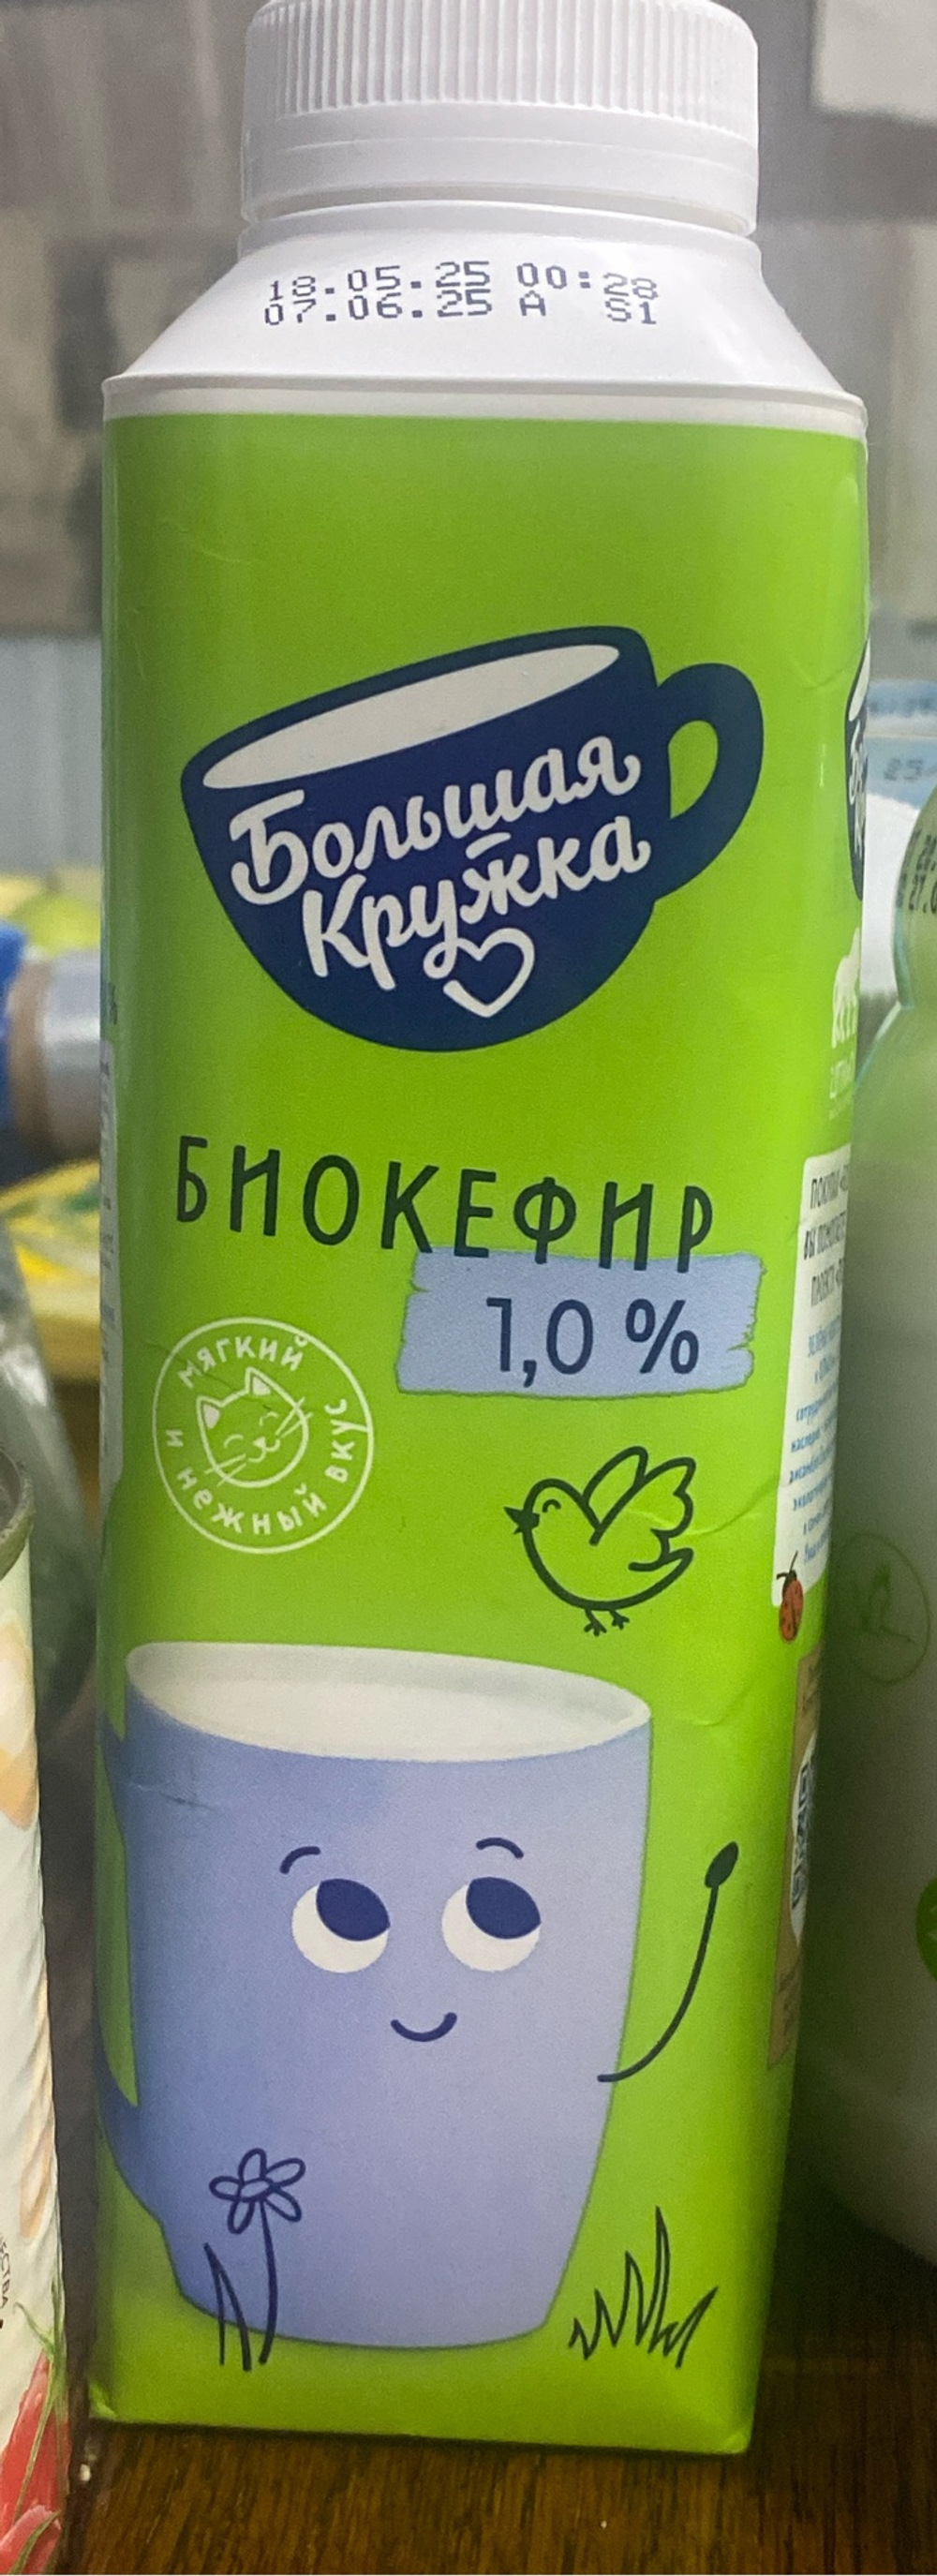 18.05.25 00:28
07.06.25 A S1
Большая
Кружка
БИОКЕФИР
1,0 %
мягкий
и нежный вкус